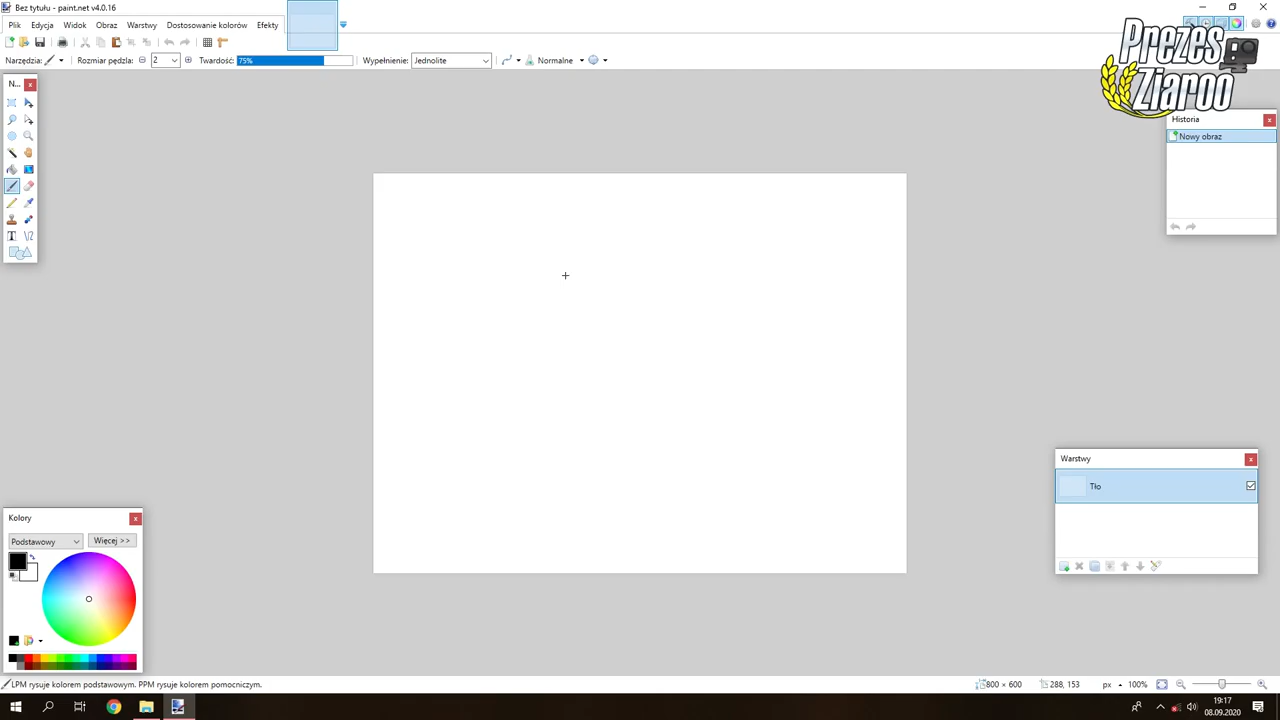 Bez tytułu - paint.net v4.0.16
Plik Edycja Widok Obraz Warstwy Dostosowanie kolorów Efekty
Narzędzia: Rozmiar pędzla: 2 Twardość: 75% Wypełnienie: Jednolite Normalne
Prezes
Ziaroo
N...
Historia
Nowy obraz
T
Warstwy
Tło
Kolory
Podstawowy Więcej >>
LPM rysuje kolorem podstawowym. PPM rysuje kolorem pomocniczym. 800 × 600 288, 153 px 100%
19:17
08.09.2020